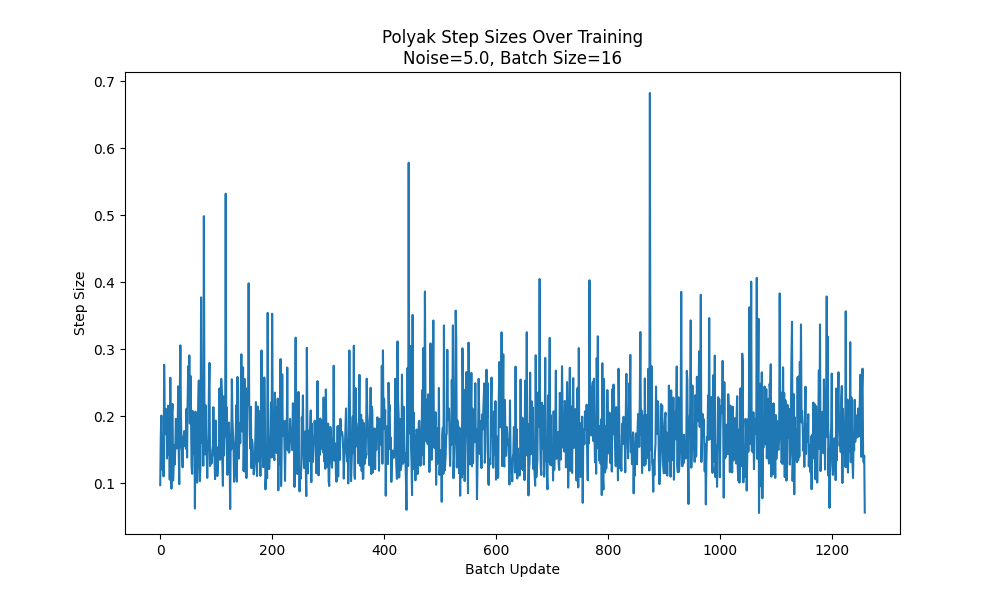 Polyak Step Sizes Over Training
Noise=5.0, Batch Size=16
0.7
0.6
0.5
0.4
0.3
0.2
0.1
Step Size
0 200 400 600 800 1000 1200
Batch Update